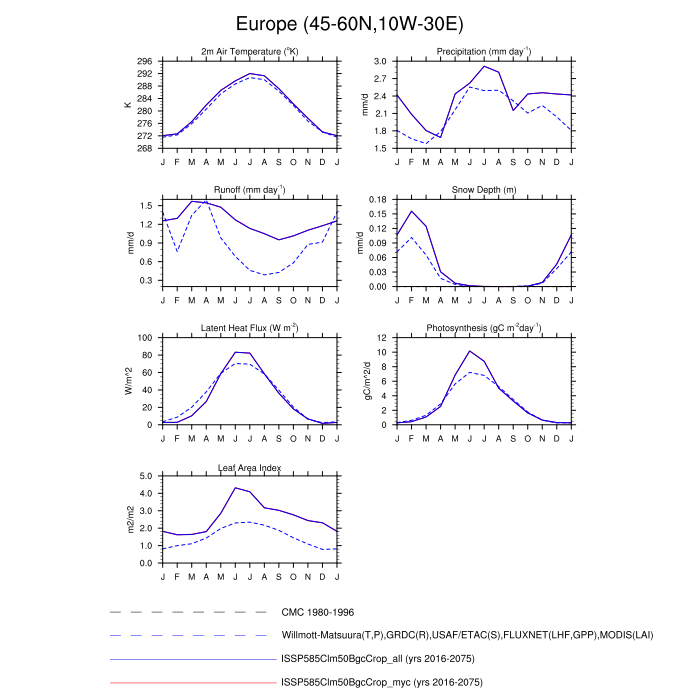 Europe (45-60N,10W-30E)
2m Air Temperature (°K)
296
292
288
284
280
276
272
268
K
J F M A M J J A S O N D J
Precipitation (mm day-1)
3.0
2.7
2.4
2.1
1.8
1.5
mm/d
J F M A M J J A S O N D J
Runoff (mm day-1)
1.5
1.2
0.9
0.6
0.3
mm/d
J F M A M J J A S O N D J
Snow Depth (m)
0.18
0.15
0.12
0.09
0.06
0.03
0.00
mm/d
J F M A M J J A S O N D J
Latent Heat Flux (W m-2)
100
80
60
40
20
0
W/m^2
J F M A M J J A S O N D J
Photosynthesis (gC m-2day-1)
12
10
8
6
4
2
0
gC/m^2/d
J F M A M J J A S O N D J
Leaf Area Index
5.0
4.0
3.0
2.0
1.0
0.0
m2/m2
J F M A M J J A S O N D J
CMC 1980-1996
Willmott-Matsuura(T,P),GRDC(R),USAF/ETAC(S),FLUXNET(LHF,GPP),MODIS(LAI)
ISSP585Clm50BgcCrop_all (yrs 2016-2075)
ISSP585Clm50BgcCrop_myc (yrs 2016-2075)